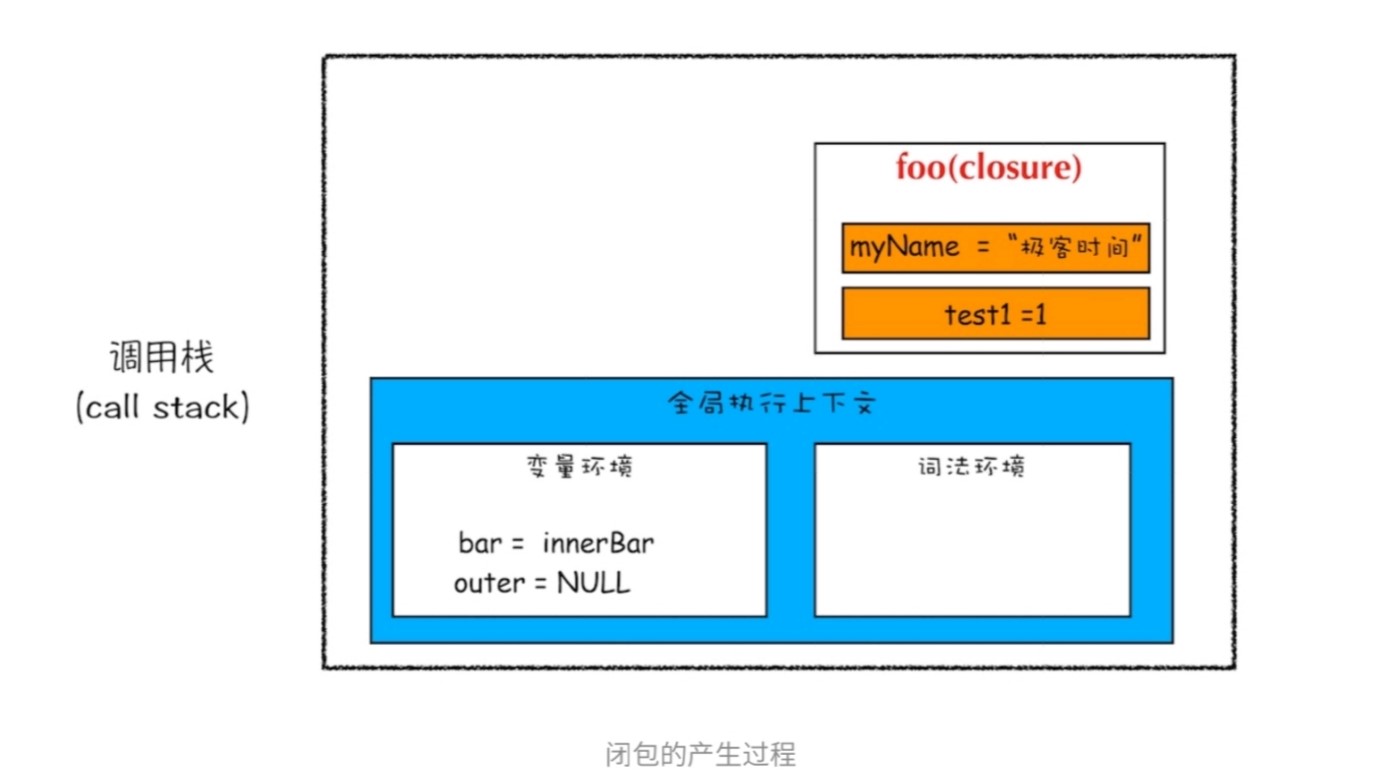 foo(closure)
myName = “极客时间”
test1 =1
调用栈
(call stack)
全局执行上下文
变量环境
bar = innerBar
outer = NULL
词法环境
闭包的产生过程